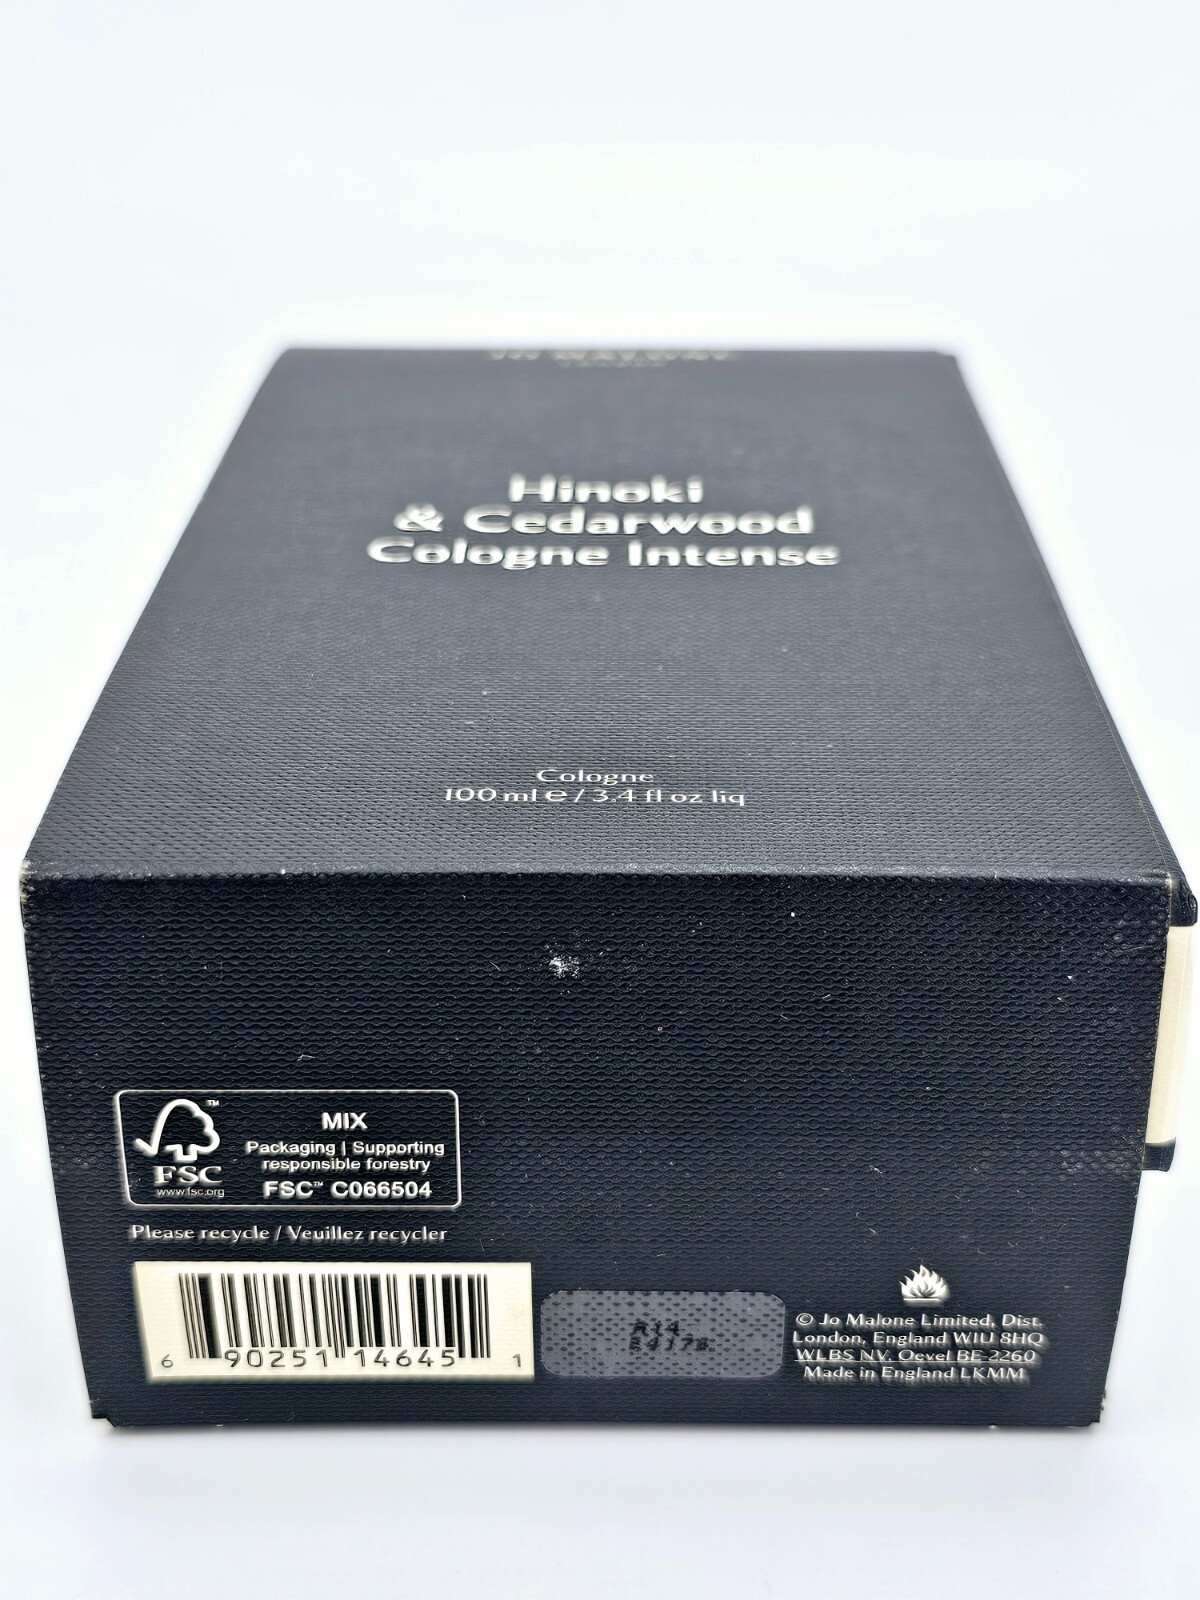 Hinoki
& Cedarwood
Cologne Intense
Cologne
100 ml e / 3.4 fl oz liq
MIX
Packaging | Supporting
responsible forestry
FSC™ C066504
TM
FSC
www.fsc.org
Please recycle / Veuillez recycler
6 90251 14645 1
© Jo Malone Limited, Dist.
London, England W1U 8HQ
WLBS NV, Oevel BE-2260
Made in England LKMM